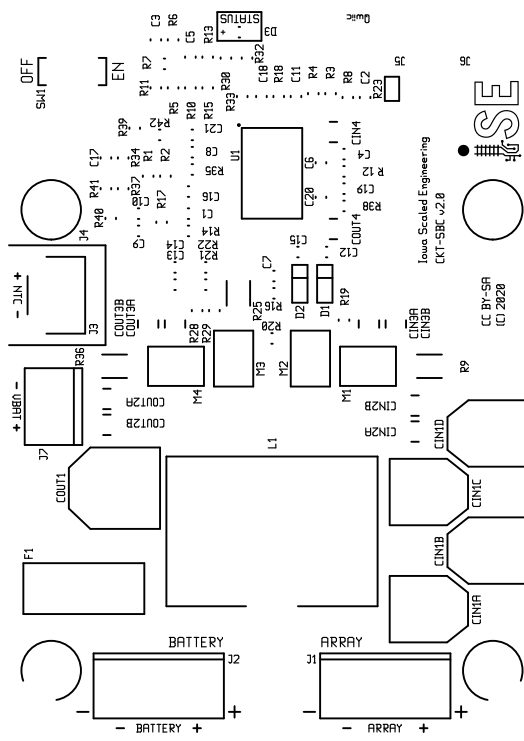 C3
R6
C5
R13
STATUS
+
D3
Qwiic
OFF
EN
SW1
R7
R32
C18
R18
C11
R4
R3
R8
C2
R23
J5
J6
R11
R30
R33
R5
R10
R15
ISE
R39
R42
C21
U1
CIN4
C17
R34
R1
R2
C8
R35
C6
C4
R12
R41
R37
C10
R17
C16
C20
C19
R38
R40
C1
R14
COUT4
J4
C9
C14
C13
R22
R21
C15
C12
Iowa Scaled Engineering
CKT-SBC v2.0
CC BY-SA
(C) 2020
- NTC +
J3
COUT3B
COUT3A
C7
R16
R25
R20
D2
D1
R19
CIN3A
CIN3B
R28
R29
R36
M4
M3
M2
M1
R9
- VBAT +
J7
COUT2A
COUT2B
CIN2B
CIN2A
L1
COUT1
CIN1D
CIN1C
CIN1B
CIN1A
F1
BATTERY
ARRAY
J2
J1
- +
- +
- BATTERY +
- ARRAY +